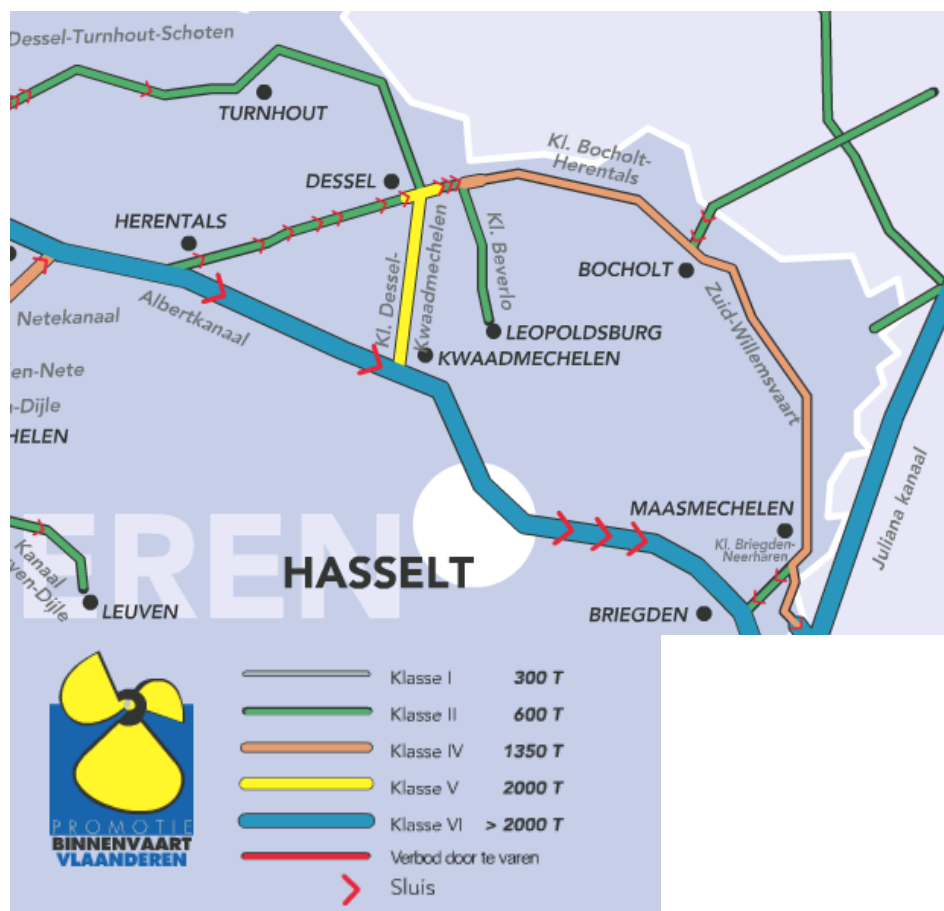 Dessel-Turnhout-Schoten
TURNHOUT
Kl. Bocholt-
Herentals
DESSEL
HERENTALS
Kl. Dessel-
Kwaadmechelen
Kl. Beverlo
BOCHOLT
Albertkanaal
Netekanaal
LEOPOLDSBURG
KWAADMECHELEN
Zuid-Willemsvaart
en-Nete
-Dijle
HELEN
Juliana kanaal
MAASMECHELEN
Kl. Briegden-
Neerharen
EREN
HASSELT
Kanaal
uven-Dijle
LEUVEN
BRIEGDEN
Klasse I 300 T
Klasse II 600 T
Klasse IV 1350 T
Klasse V 2000 T
Klasse VI > 2000 T
Verbod door te varen
Sluis
PROMOTIE
BINNENVAART
VLAANDEREN